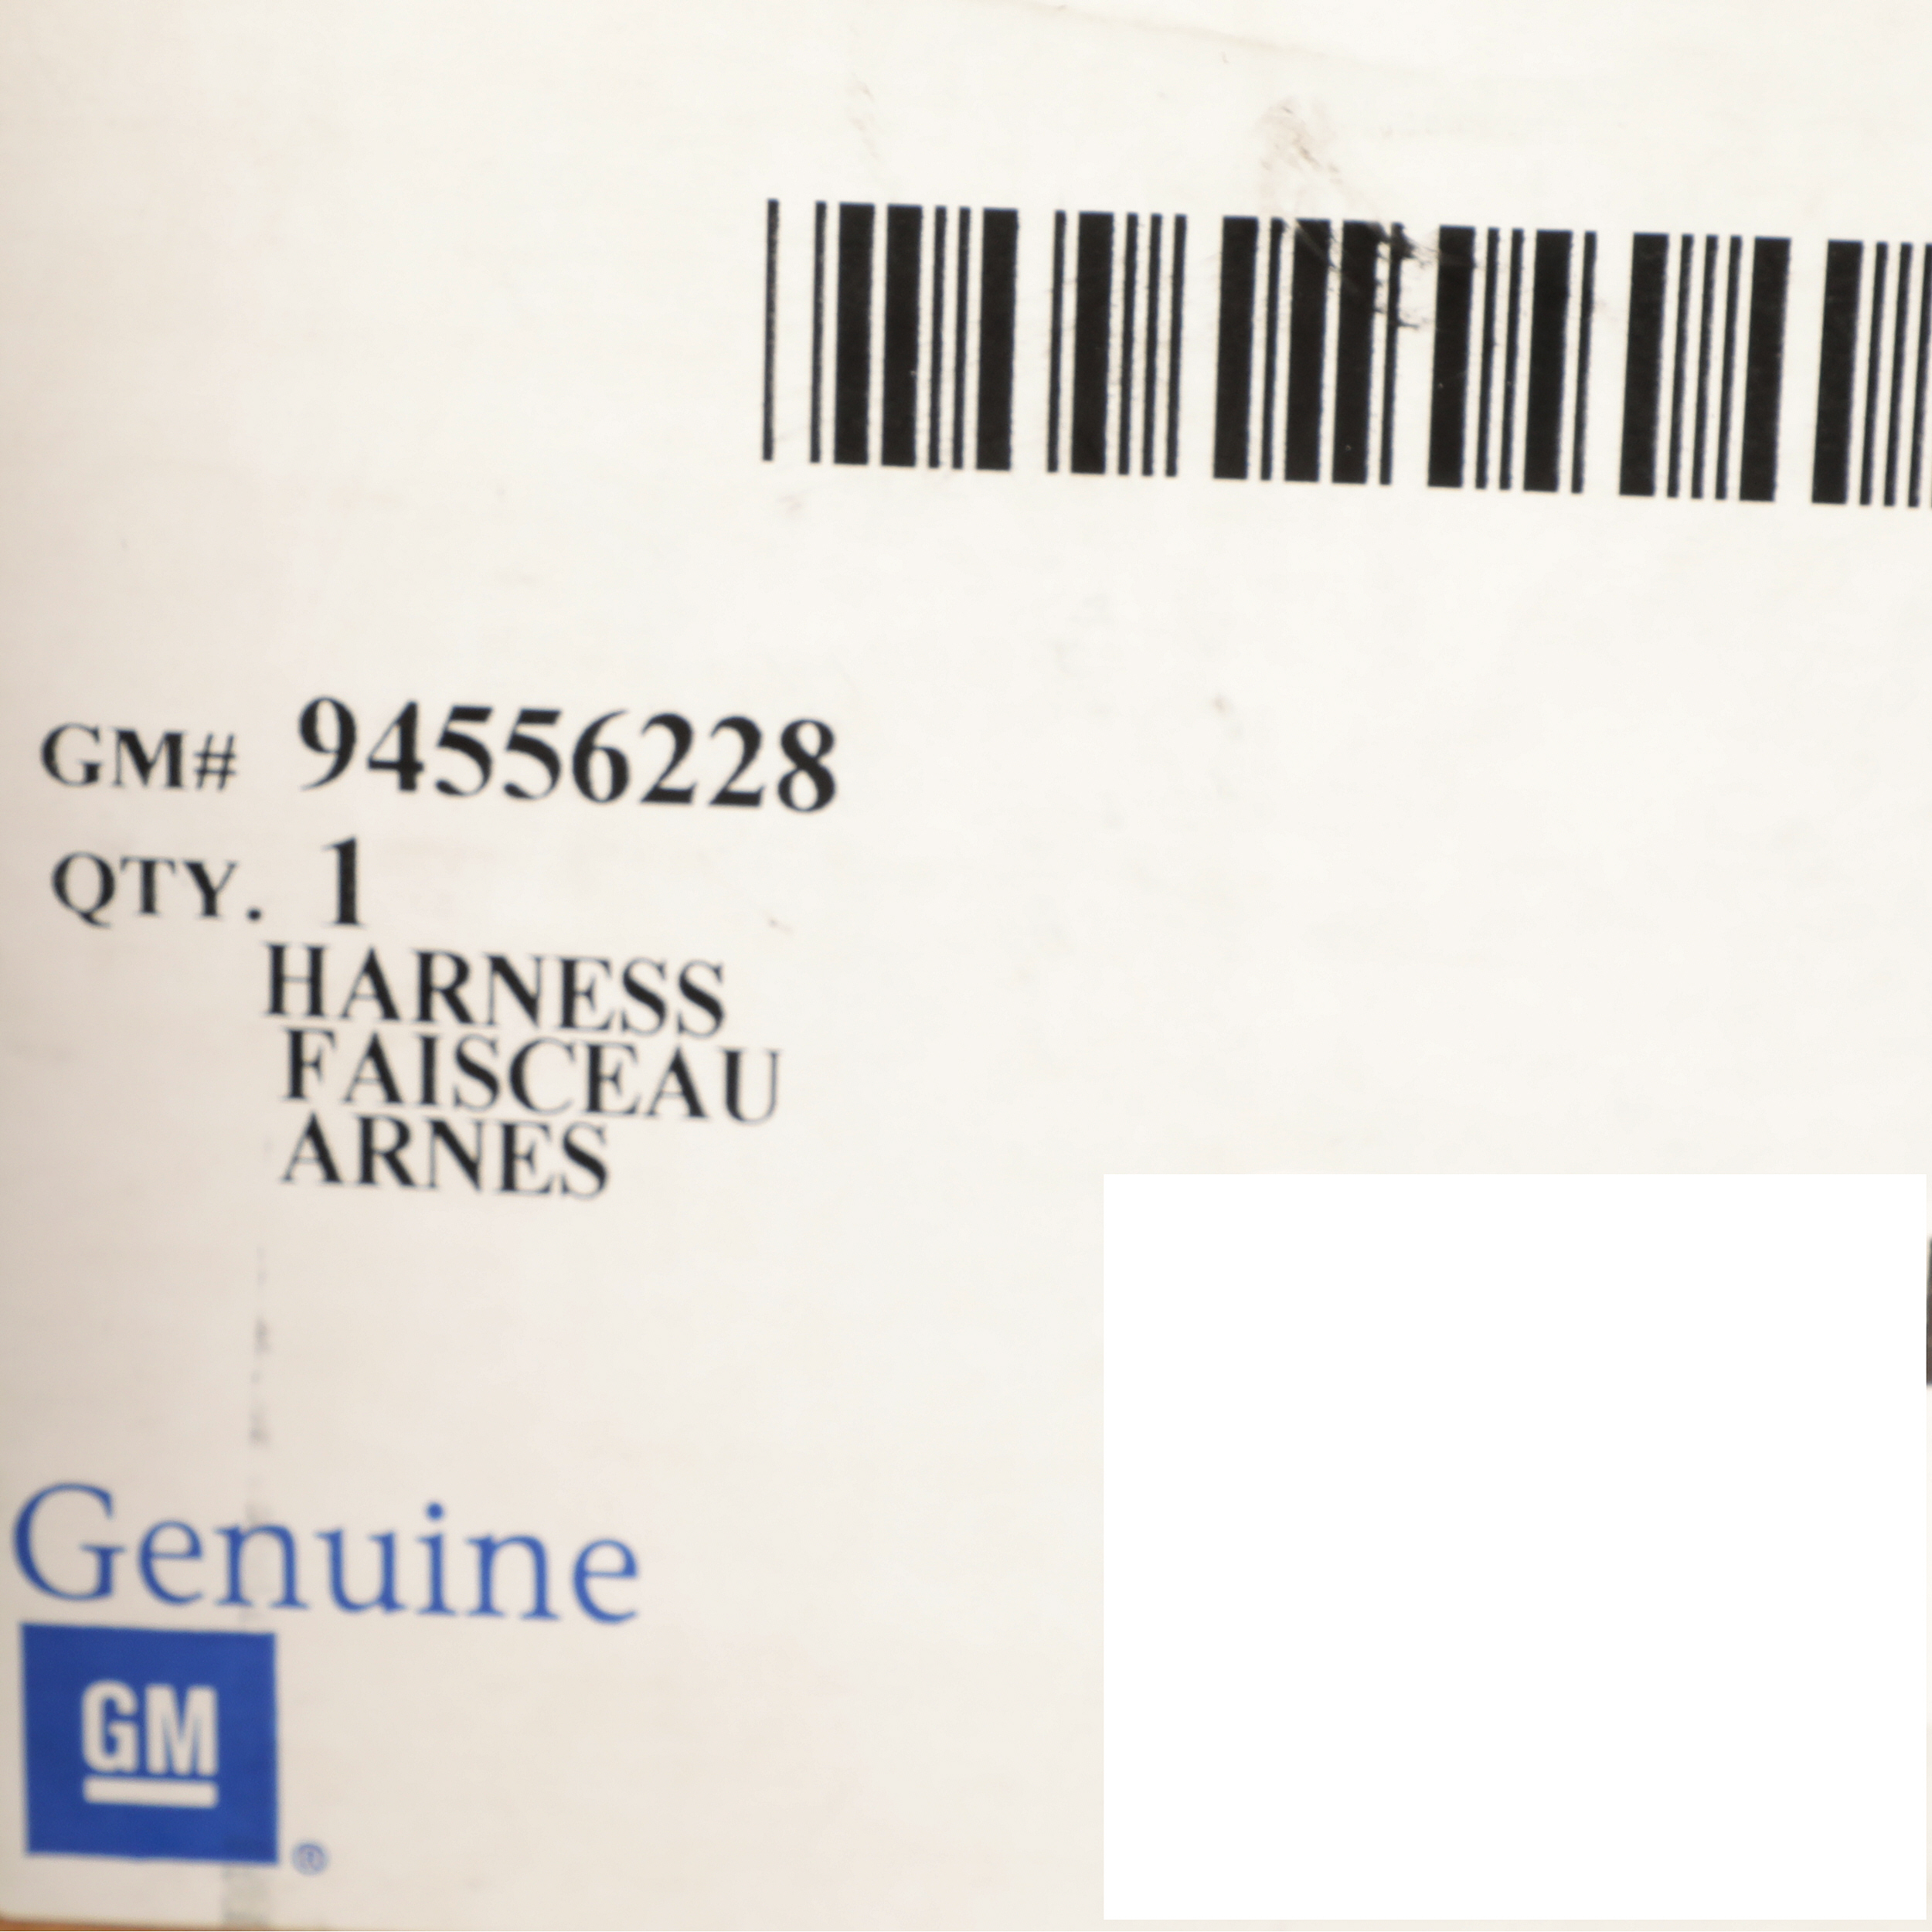 GM# 94556228
QTY. 1
HARNESS
FAISCEAU
ARNES
Genuine
GM
®